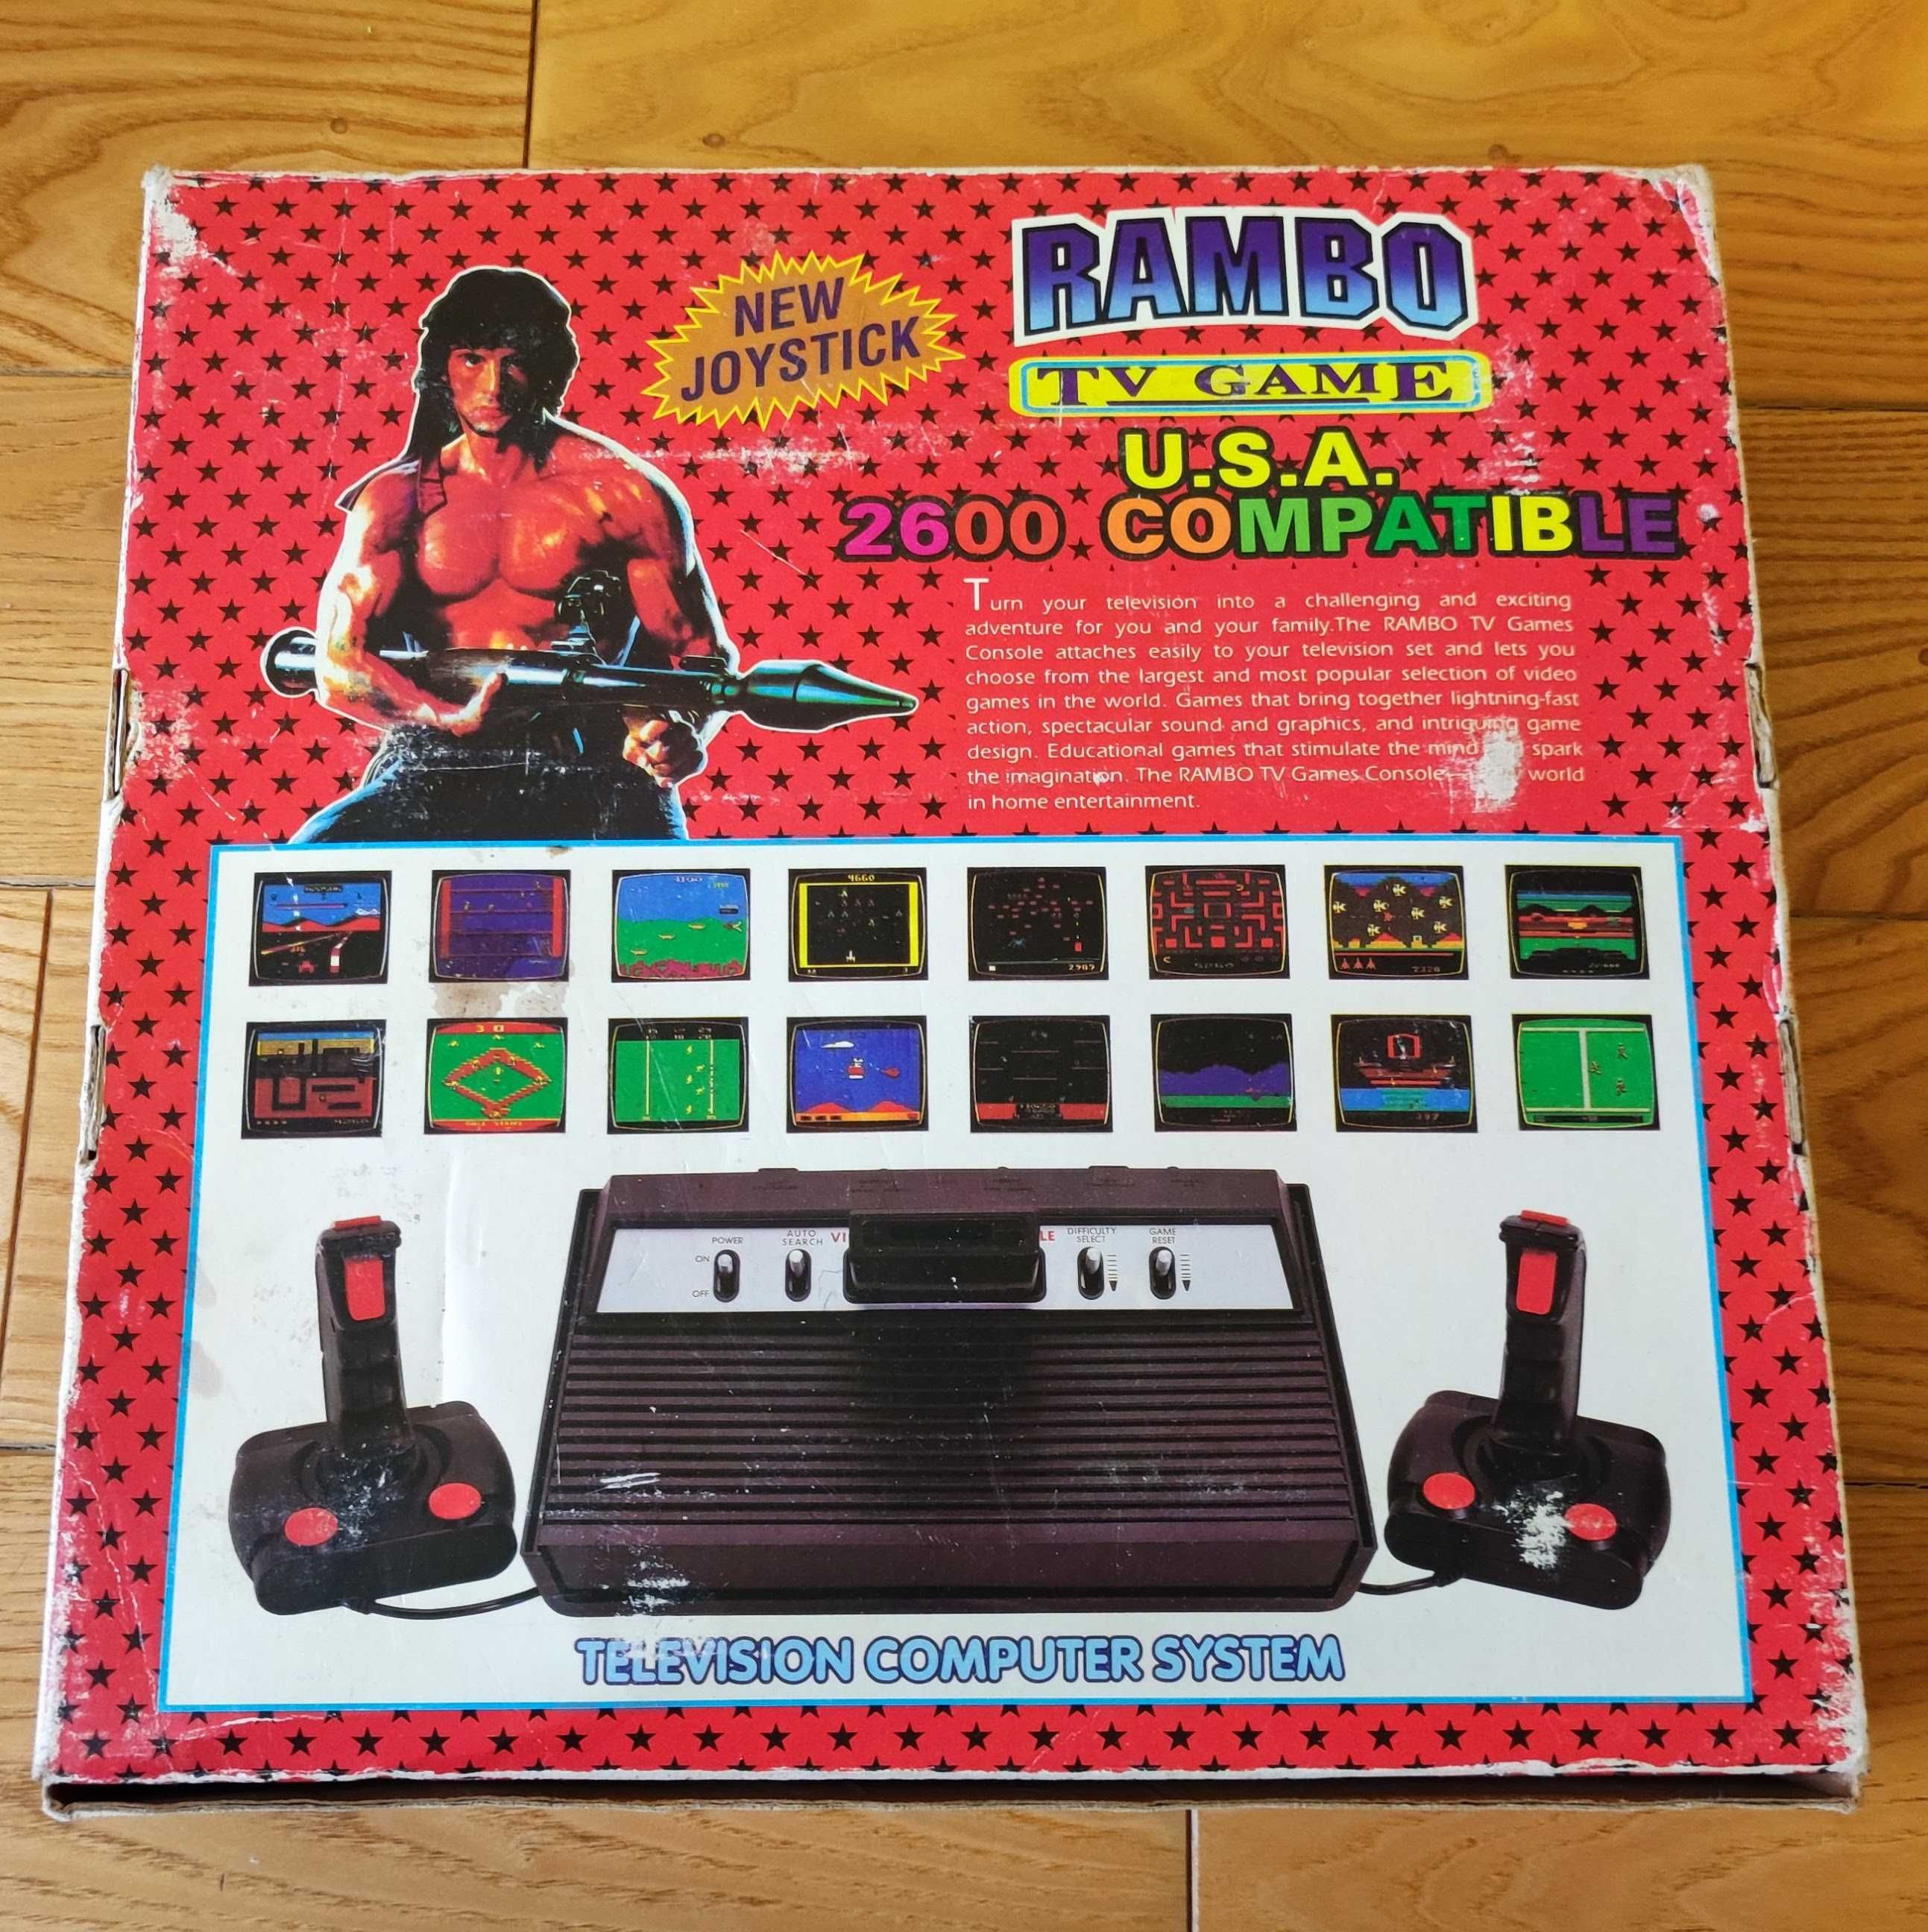 NEW
JOYSTICK
RAMBO
TV GAME
U.S.A.
2600 COMPATIBLE
Turn your television into a challenging and exciting
adventure for you and your family.The RAMBO TV Games
Console attaches easily to your television set and lets you
choose from the largest and most popular selection of video
games in the world. Games that bring together lightning-fast
action, spectacular sound and graphics, and intriguing game
design. Educational games that stimulate the mind spark
the imagination. The RAMBO TV Games Console world
in home entertainment.
4660
2985
POWER
ON
OFF
AUTO
SEARCH
VI
LE
DIFFICULTY
SELECT
GAME
RESET
TELEVISION COMPUTER SYSTEM